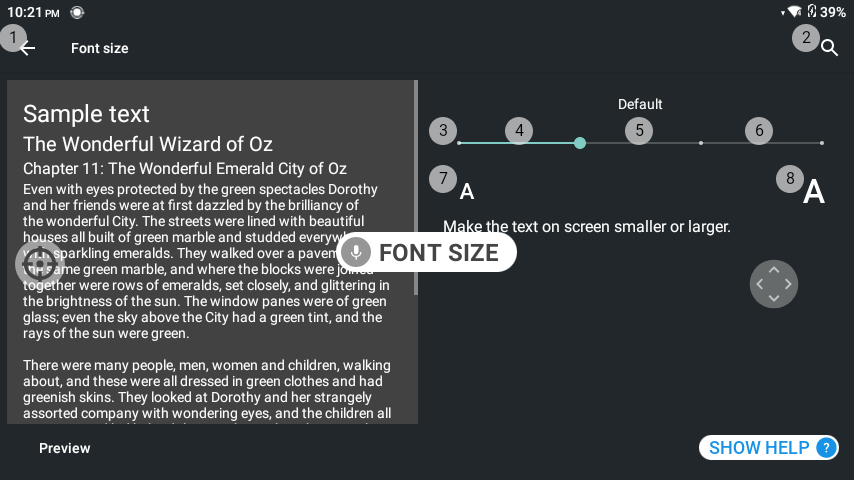 10:21 PM
39%
1
2
Font size
Sample text
The Wonderful Wizard of Oz
Chapter 11: The Wonderful Emerald City of Oz
Even with eyes protected by the green spectacles Dorothy
and her friends were at first dazzled by the brilliancy of
the wonderful City. The streets were lined with beautiful
houses all built of green marble and studded everyw
with sparkling emeralds. They walked over a pavem
the same green marble, and where the blocks were joined
together were rows of emeralds, set closely, and glittering in
the brightness of the sun. The window panes were of green
glass; even the sky above the City had a green tint, and the
rays of the sun were green.
There were many people, men, women and children, walking
about, and these were all dressed in green clothes and had
greenish skins. They looked at Dorothy and her strangely
assorted company with wondering eyes, and the children all
Preview
Default
3
4
5
6
7
A
8
A
Make the text on screen smaller or larger.
FONT SIZE
SHOW HELP ?